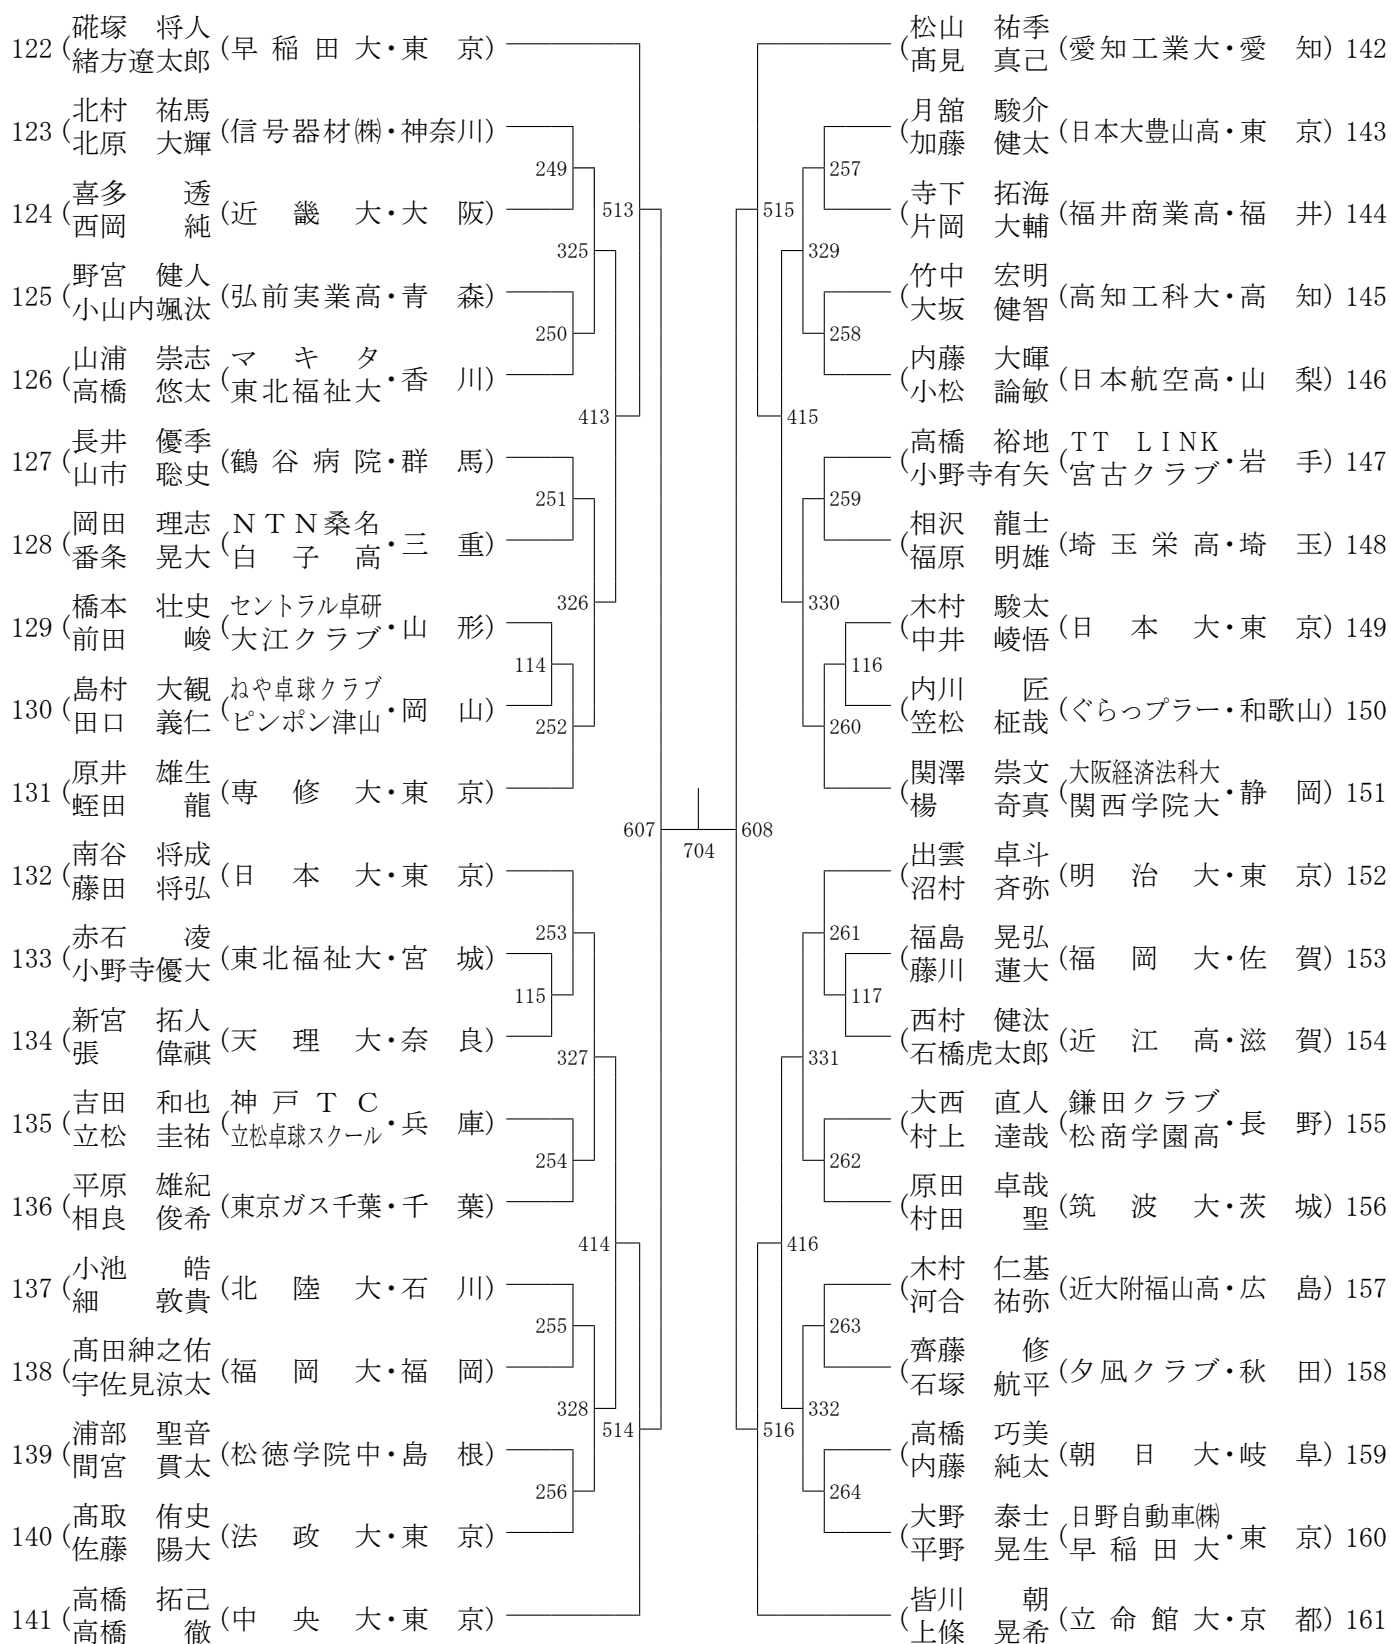 122 (硴塚 将人 緒方遼太郎 (早稲田大・東 京)
123 (北村 祐馬 北原 大輝 (信号器材㈱・神奈川)
124 (喜多 透 西岡 純 (近畿大・大 阪)
125 (野宮 健人 小山内颯汰 (弘前実業高・青 森)
126 (山浦 崇志 高橋 悠太 (マキタ 東北福祉大・香 川)
127 (長井 優季 山市 聡史 (鶴谷病院・群 馬)
128 (岡田 理志 番条 晃大 (NTN桑名 白子高・三 重)
129 (橋本 壮史 前田 峻 (セントラル卓研 大江クラブ・山 形)
130 (島村 大観 田口 義仁 (ねや卓球クラブ ピンポン津山・岡 山)
131 (原井 雄生 蛭田 龍 (専修大・東 京)
132 (南谷 将成 藤田 将弘 (日本大・東 京)
133 (赤石 凌 小野寺優大 (東北福祉大・宮 城)
134 (新宮 拓人 張 偉祺 (天理大・奈 良)
135 (吉田 和也 立松 圭祐 (神戸TC 立松卓球スクール・兵 庫)
136 (平原 雄紀 相良 俊希 (東京ガス千葉・千 葉)
137 (小池 皓 細 敦貴 (北陸大・石 川)
138 (髙田紳之佑 宇佐見涼太 (福岡大・福 岡)
139 (浦部 聖音 間宮 貫太 (松徳学院中・島 根)
140 (髙取 侑史 佐藤 陽大 (法政大・東 京)
141 (高橋 拓己 高橋 徹 (中央大・東 京)
249
250
251
114
252
253
115
254
255
256
325
326
327
328
413
414
513
514
607
704
608
515
516
415
416
329
330
331
332
257
258
259
116
260
261
117
262
263
264
(松山 祐季 髙見 真己 (愛知工業大・愛 知) 142
(月舘 駿介 加藤 健太 (日本大豊山高・東 京) 143
(寺下 拓海 片岡 大輔 (福井商業高・福 井) 144
(竹中 宏明 大坂 健智 (高知工科大・高 知) 145
(内藤 大暉 小松 論敏 (日本航空高・山 梨) 146
(高橋 裕地 小野寺有矢 (TT LINK 宮古クラブ・岩 手) 147
(相沢 龍士 福原 明雄 (埼玉栄高・埼 玉) 148
(木村 駿太 中井 崚悟 (日本大・東 京) 149
(内川 匠 笠松 柾哉 (ぐらっプラー・和歌山) 150
(関澤 崇文 楊 奇真 (大阪経済法科大 関西学院大・静 岡) 151
(出雲 卓斗 沼村 斉弥 (明治大・東 京) 152
(福島 晃弘 藤川 蓮大 (福岡大・佐 賀) 153
(西村 健汰 石橋虎太郎 (近江高・滋 賀) 154
(大西 直人 村上 達哉 (鎌田クラブ 松商学園高・長 野) 155
(原田 卓哉 村田 聖 (筑波大・茨 城) 156
(木村 仁基 河合 祐弥 (近大附福山高・広 島) 157
(齊藤 修 石塚 航平 (夕凪クラブ・秋 田) 158
(高橋 巧美 内藤 純太 (朝日大・岐 阜) 159
(大野 泰士 平野 晃生 (日野自動車㈱ 早稲田大・東 京) 160
(皆川 朝 上條 晃希 (立命館大・京 都) 161